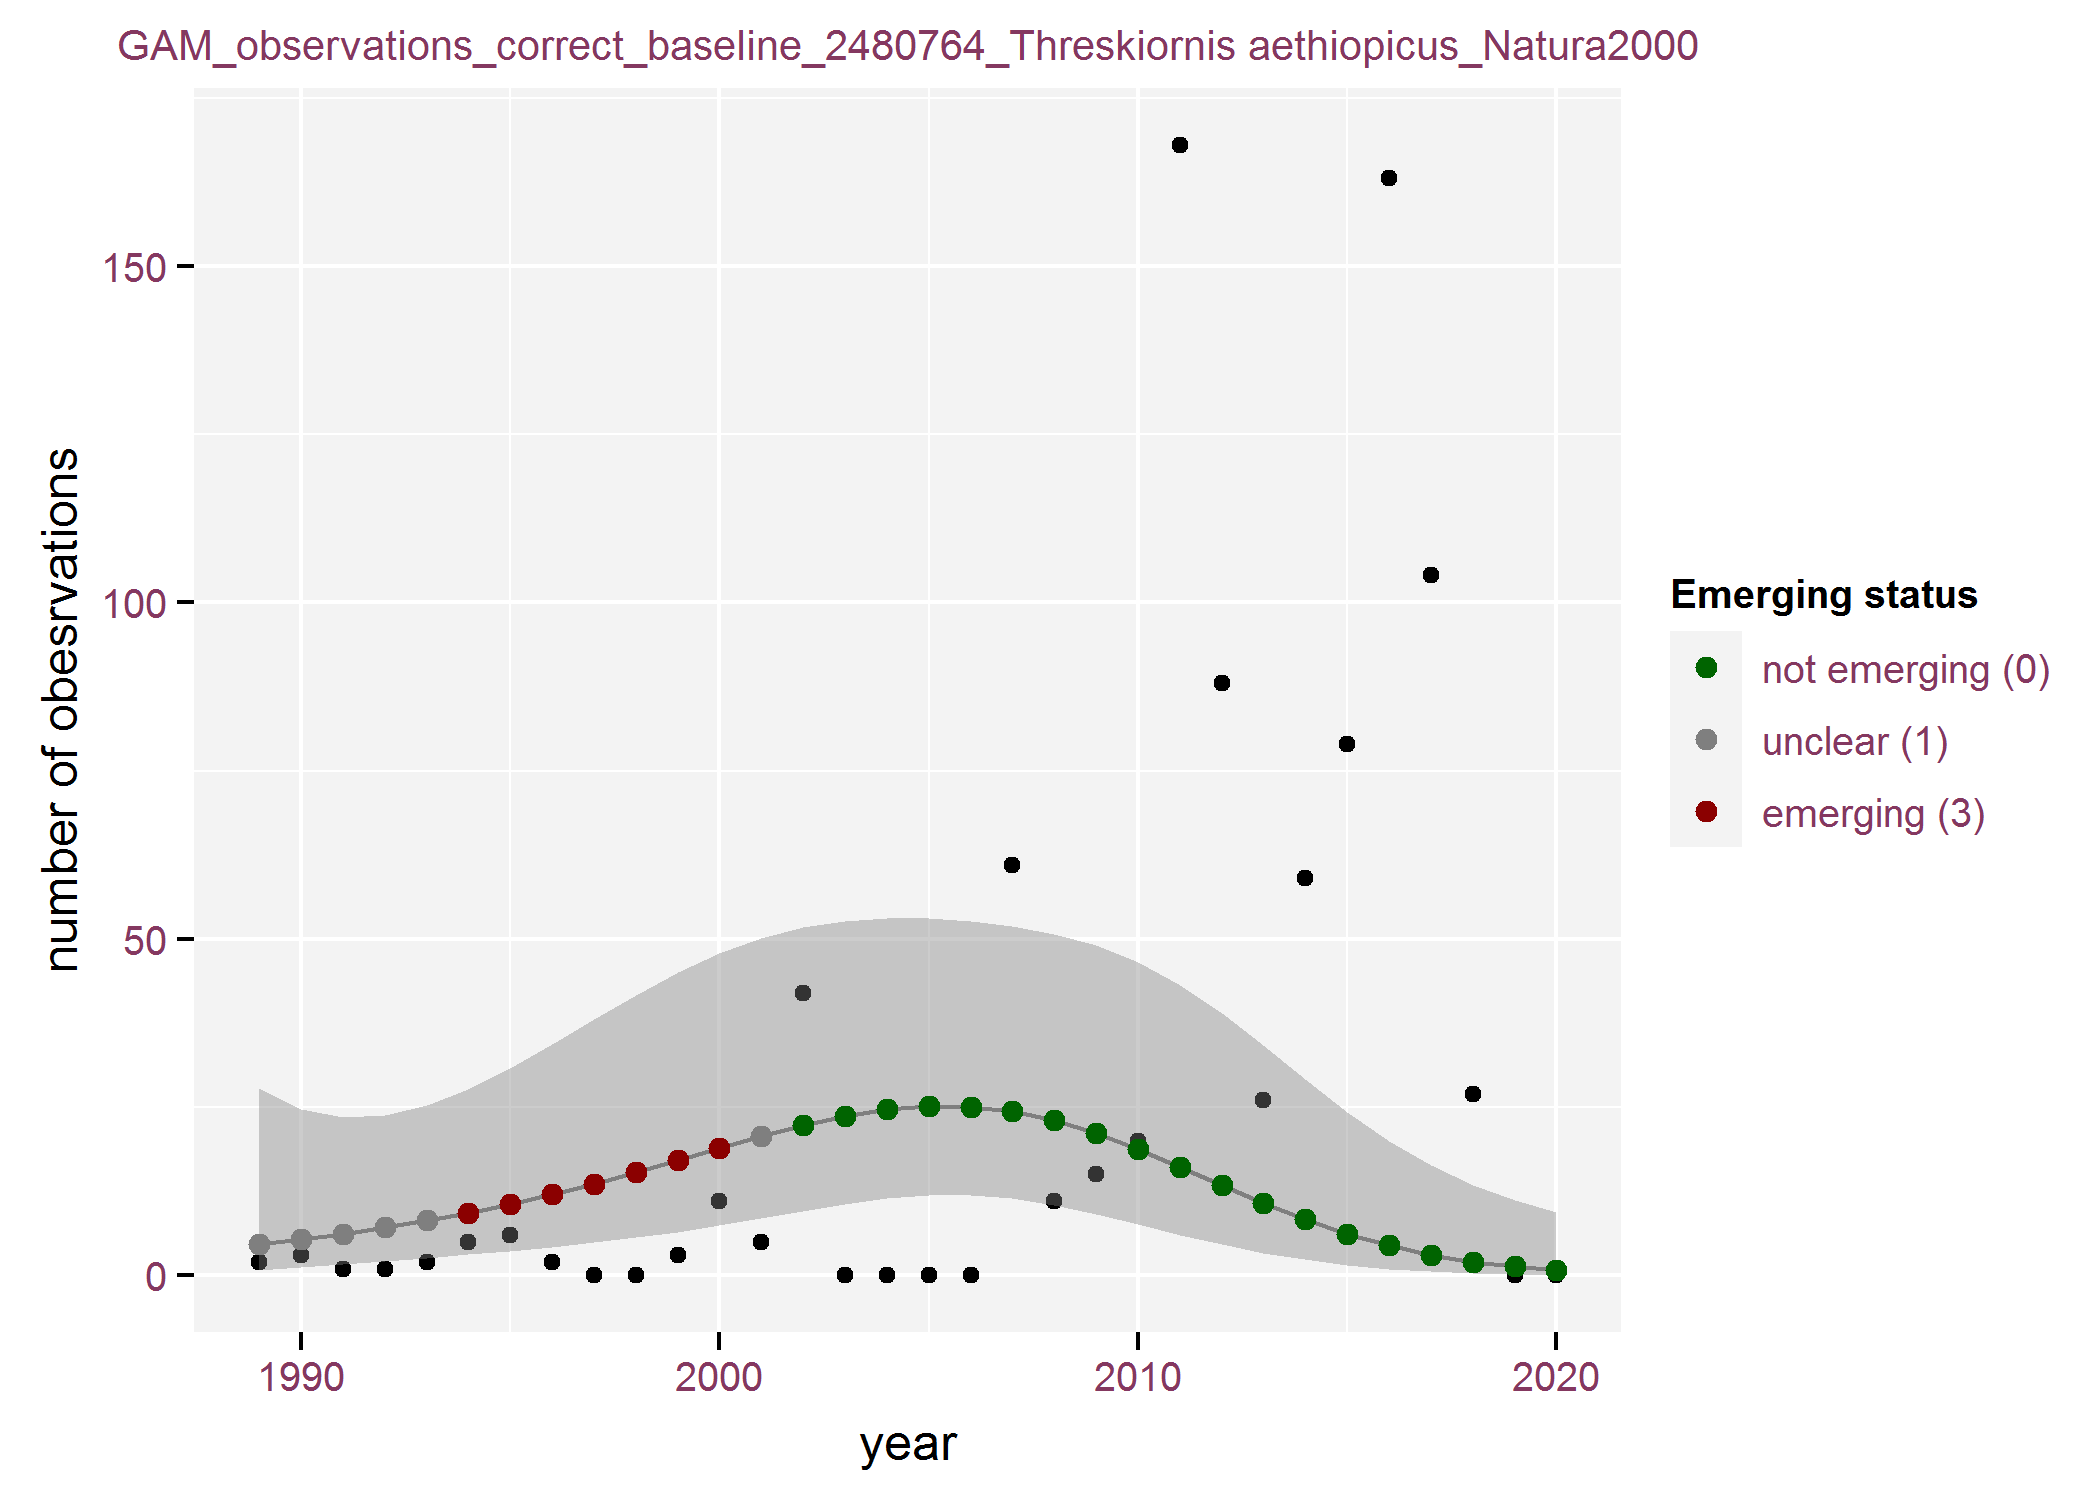 GAM_observations_correct_baseline_2480764_Threskiornis aethiopicus_Natura2000
number of obesrvations
150
100
50
0
1990
2000
2010
2020
year
Emerging status
not emerging (0)
unclear (1)
emerging (3)